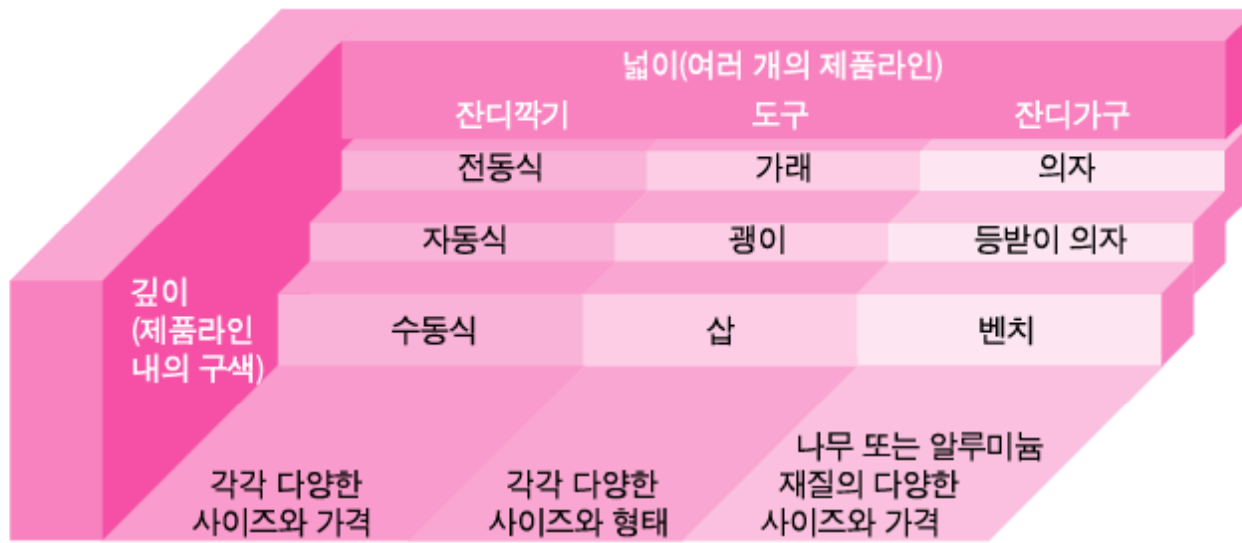 넓이(여러 개의 제품라인)
잔디깍기 도구 잔디가구
전동식 가래 의자
자동식 괭이 등받이 의자
깊이
(제품라인
내의 구색)
수동식 삽 벤치
각각 다양한
사이즈와 가격
각각 다양한
사이즈와 형태
나무 또는 알루미늄
재질의 다양한
사이즈와 가격